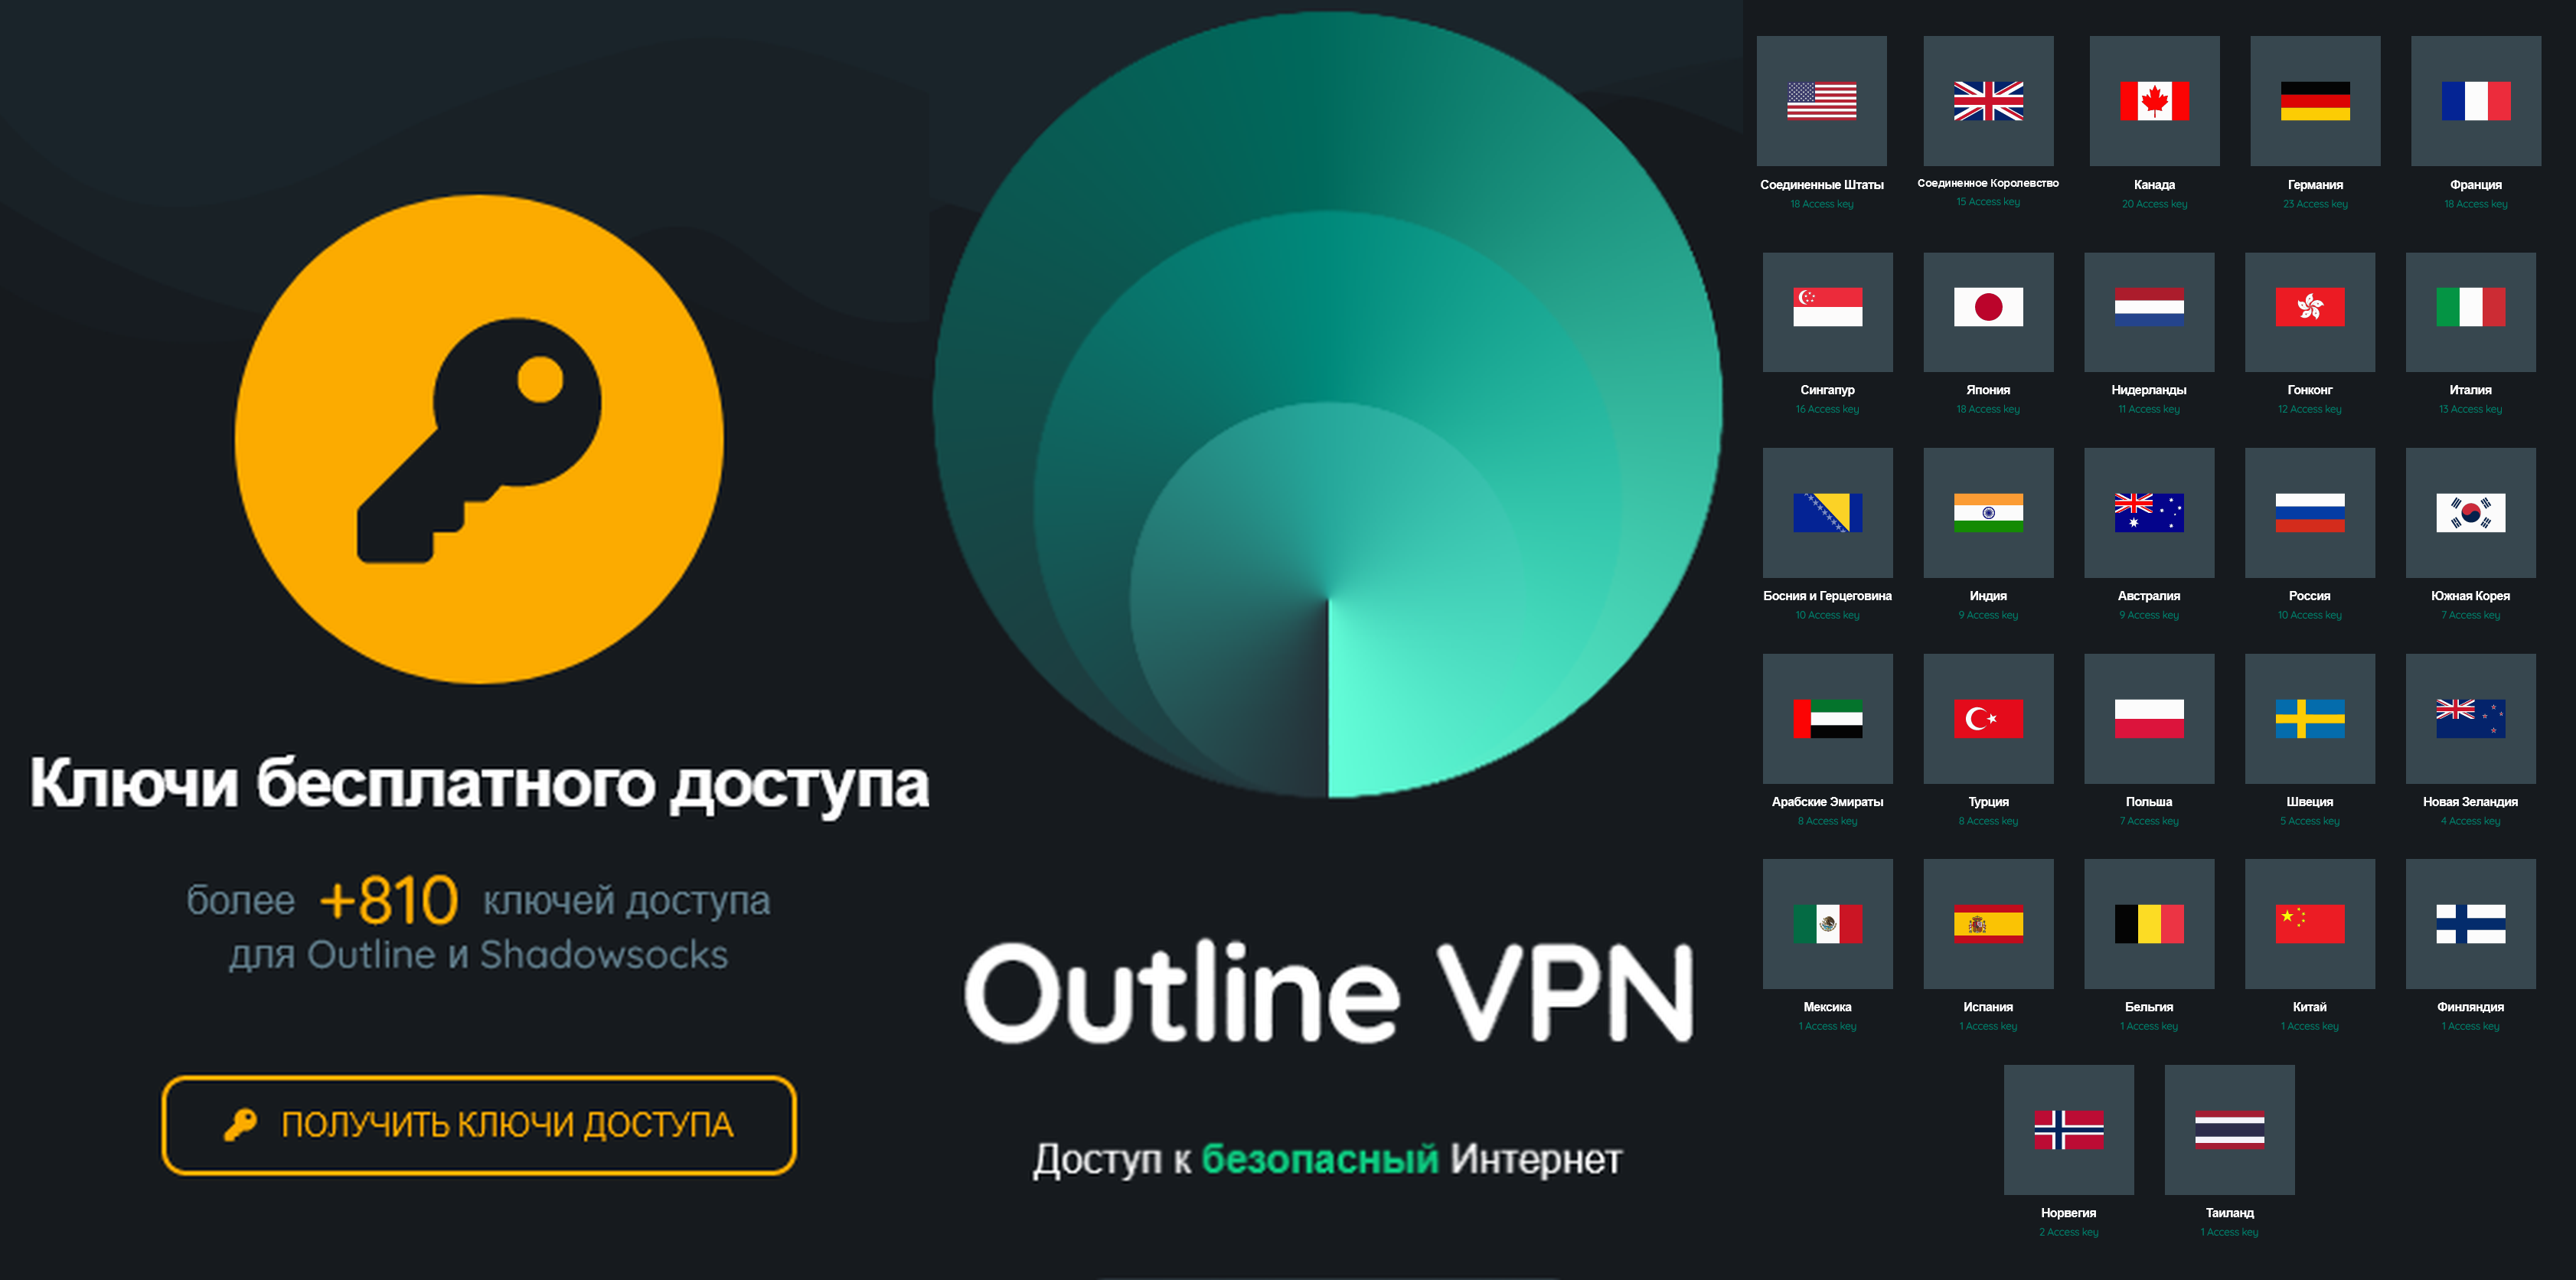 Ключи бесплатного доступа
более +810 ключей доступа
для Outline и Shadowsocks
ПОЛУЧИТЬ КЛЮЧИ ДОСТУПА
Outline VPN
Доступ к безопасный Интернет
Соединенные Штаты
18 Access key
Соединенное Королевство
15 Access key
Канада
20 Access key
Германия
23 Access key
Франция
18 Access key
Сингапур
16 Access key
Япония
18 Access key
Нидерланды
11 Access key
Гонконг
12 Access key
Италия
13 Access key
Босния и Герцеговина
10 Access key
Индия
9 Access key
Австралия
9 Access key
Россия
10 Access key
Южная Корея
7 Access key
Арабские Эмираты
8 Access key
Турция
8 Access key
Польша
7 Access key
Швеция
5 Access key
Новая Зеландия
4 Access key
Мексика
1 Access key
Испания
1 Access key
Бельгия
1 Access key
Китай
1 Access key
Финляндия
1 Access key
Норвегия
2 Access key
Таиланд
1 Access key